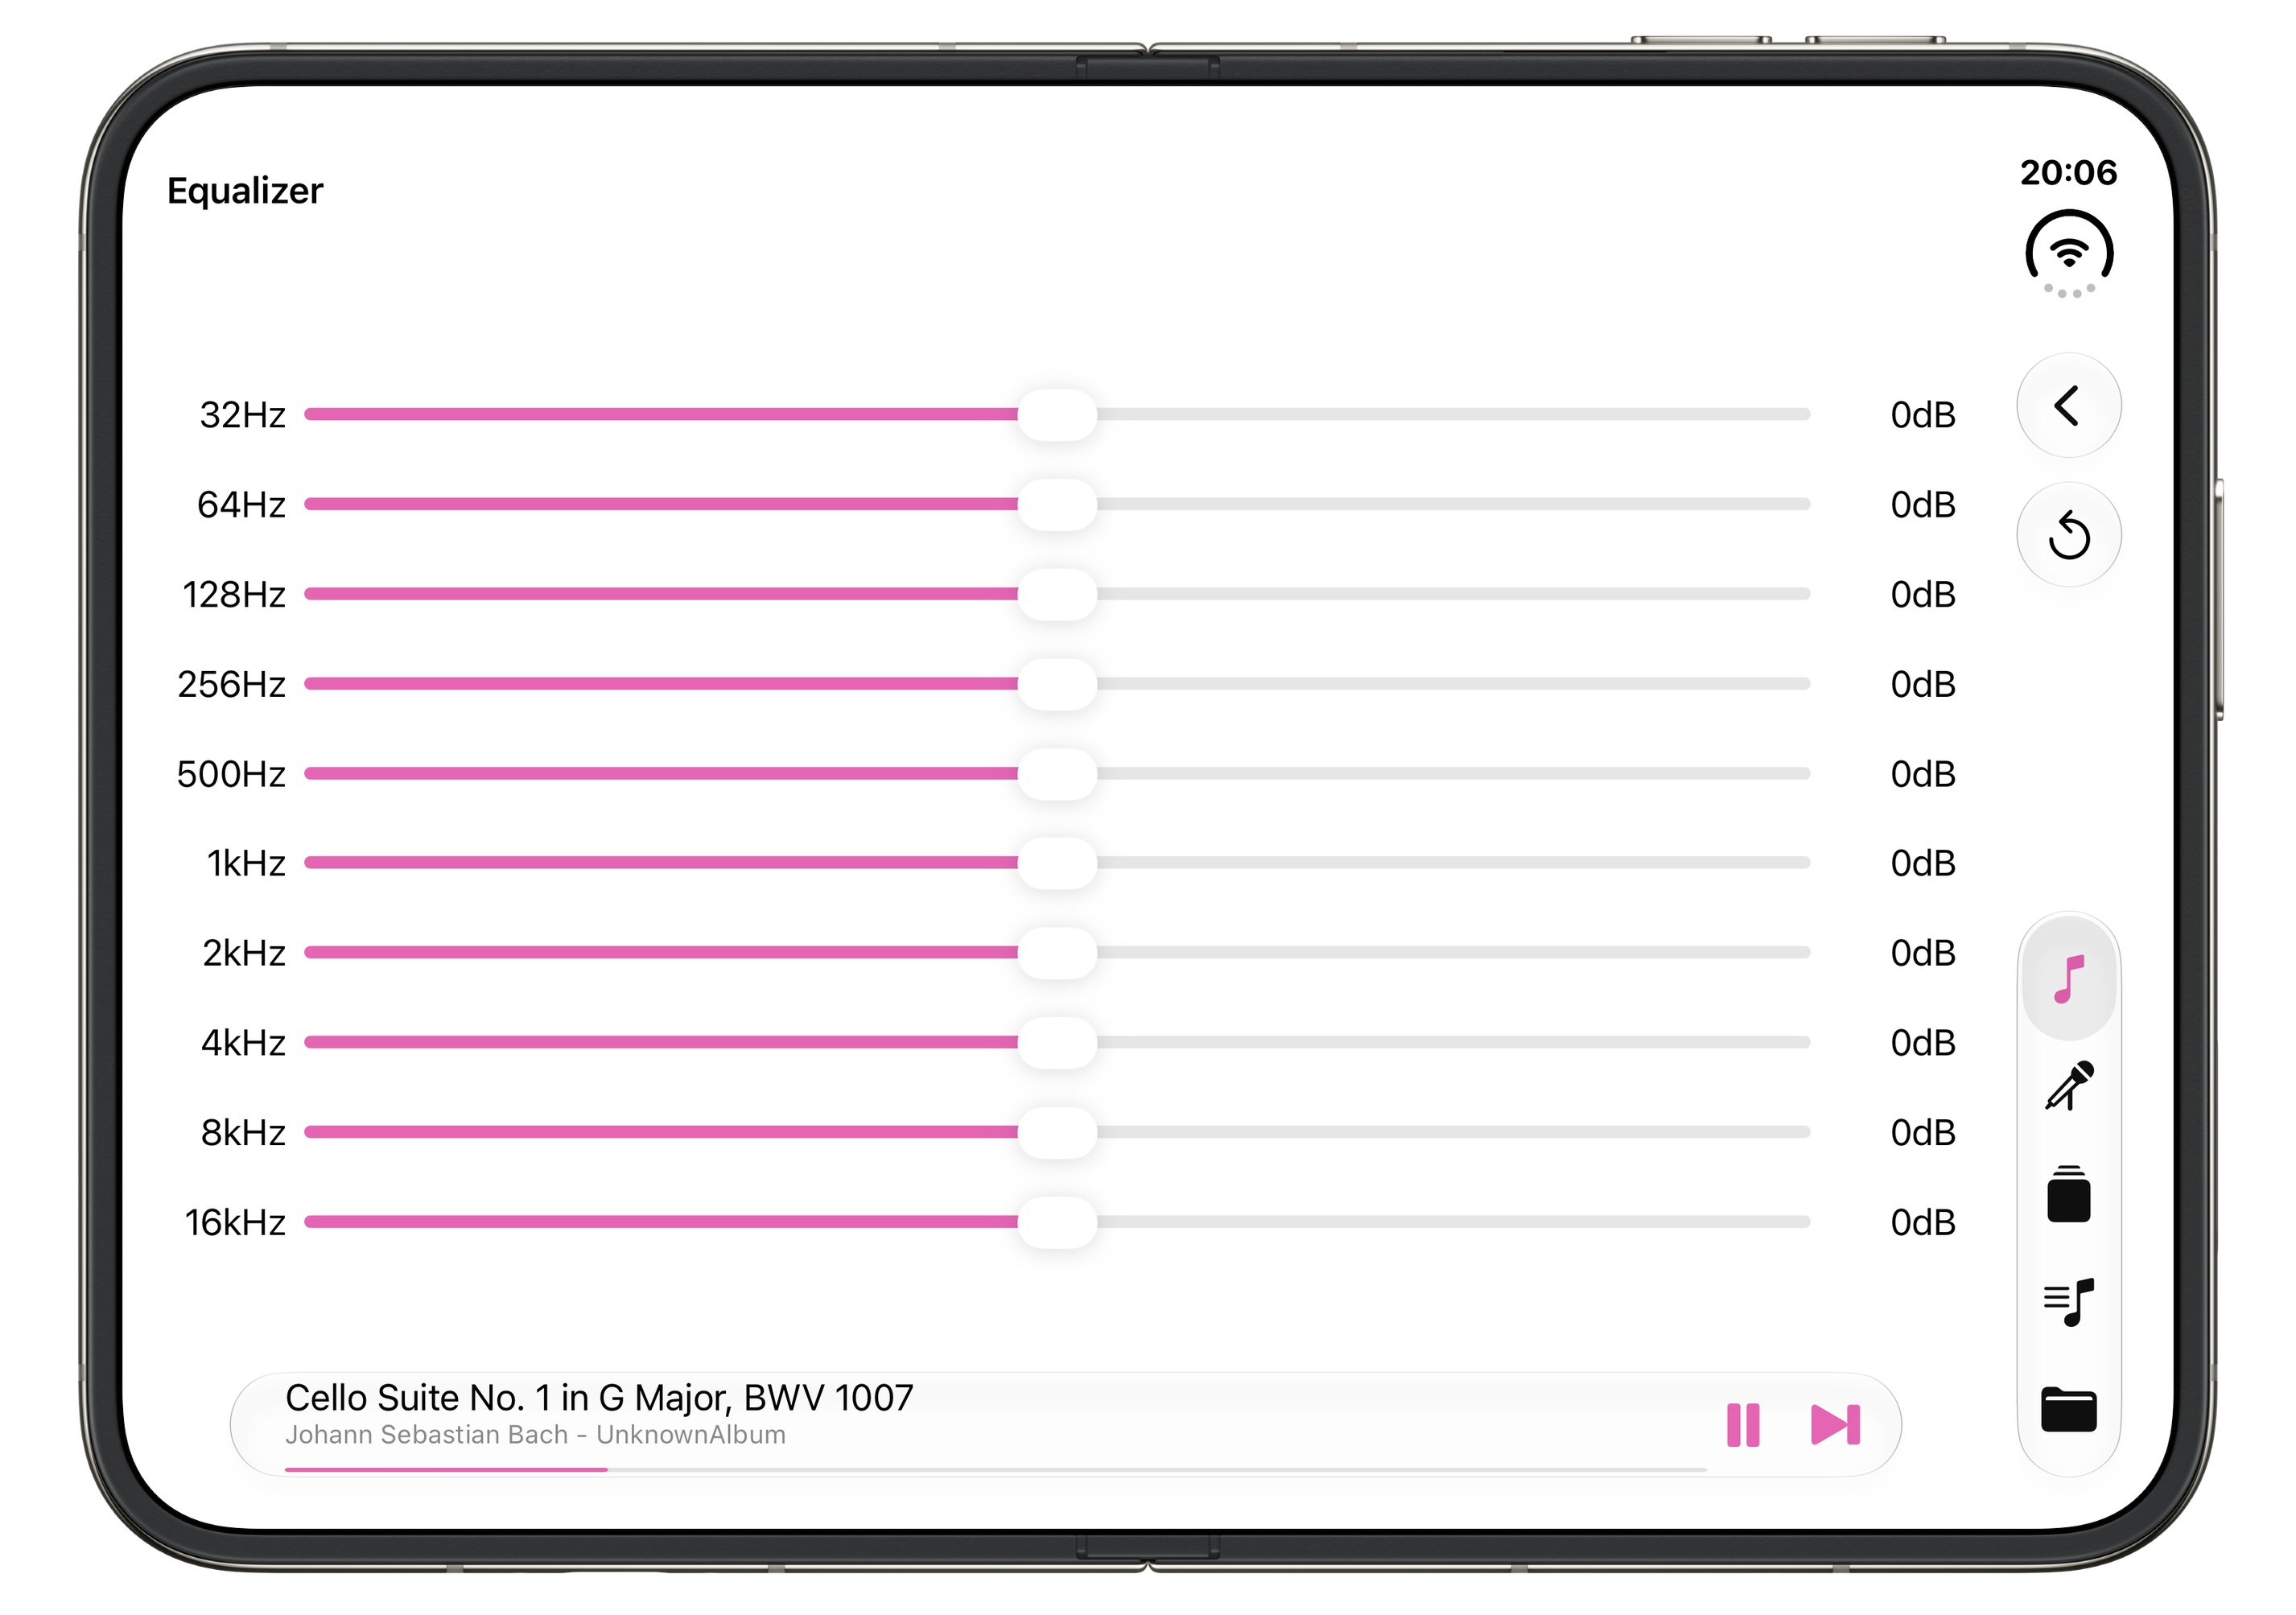 Equalizer
20:06
32Hz 0dB
64Hz 0dB
128Hz 0dB
256Hz 0dB
500Hz 0dB
1kHz 0dB
2kHz 0dB
4kHz 0dB
8kHz 0dB
16kHz 0dB
Cello Suite No. 1 in G Major, BWV 1007
Johann Sebastian Bach - UnknownAlbum